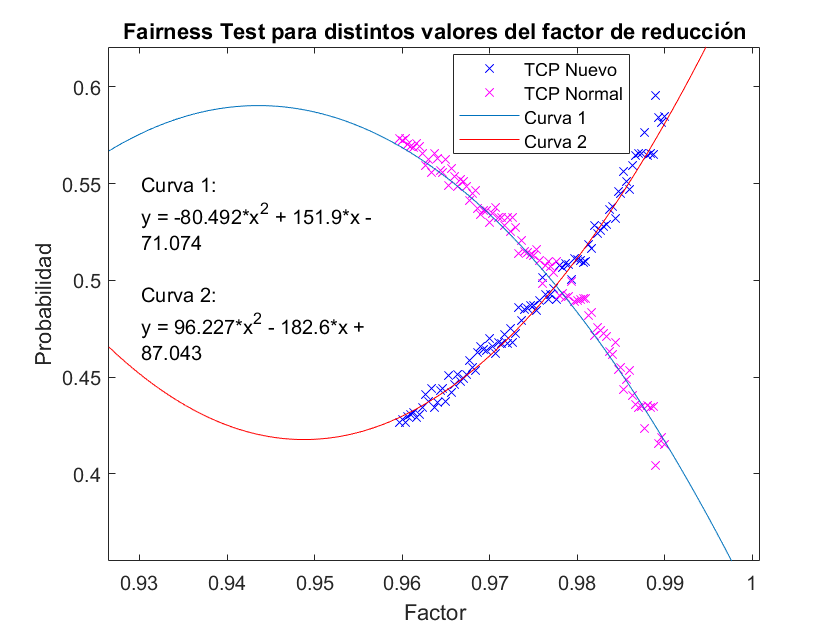 Fairness Test para distintos valores del factor de reducción
TCP Nuevo
TCP Normal
Curva 1
Curva 2
Curva 1:
y = -80.492*x^2 + 151.9*x -
71.074
Curva 2:
y = 96.227*x^2 - 182.6*x +
87.043
Probabilidad
0.6
0.55
0.5
0.45
0.4
0.93 0.94 0.95 0.96 0.97 0.98 0.99 1
Factor